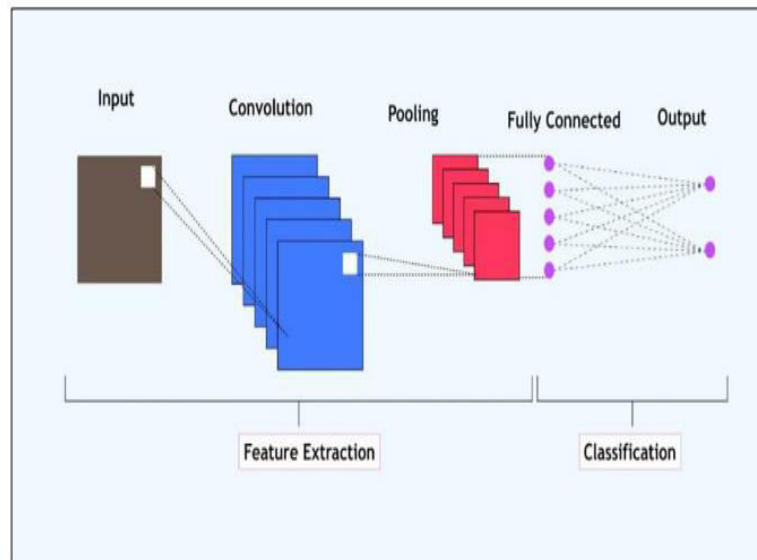 Input
Convolution
Pooling
Fully Connected
Output
Feature Extraction
Classification